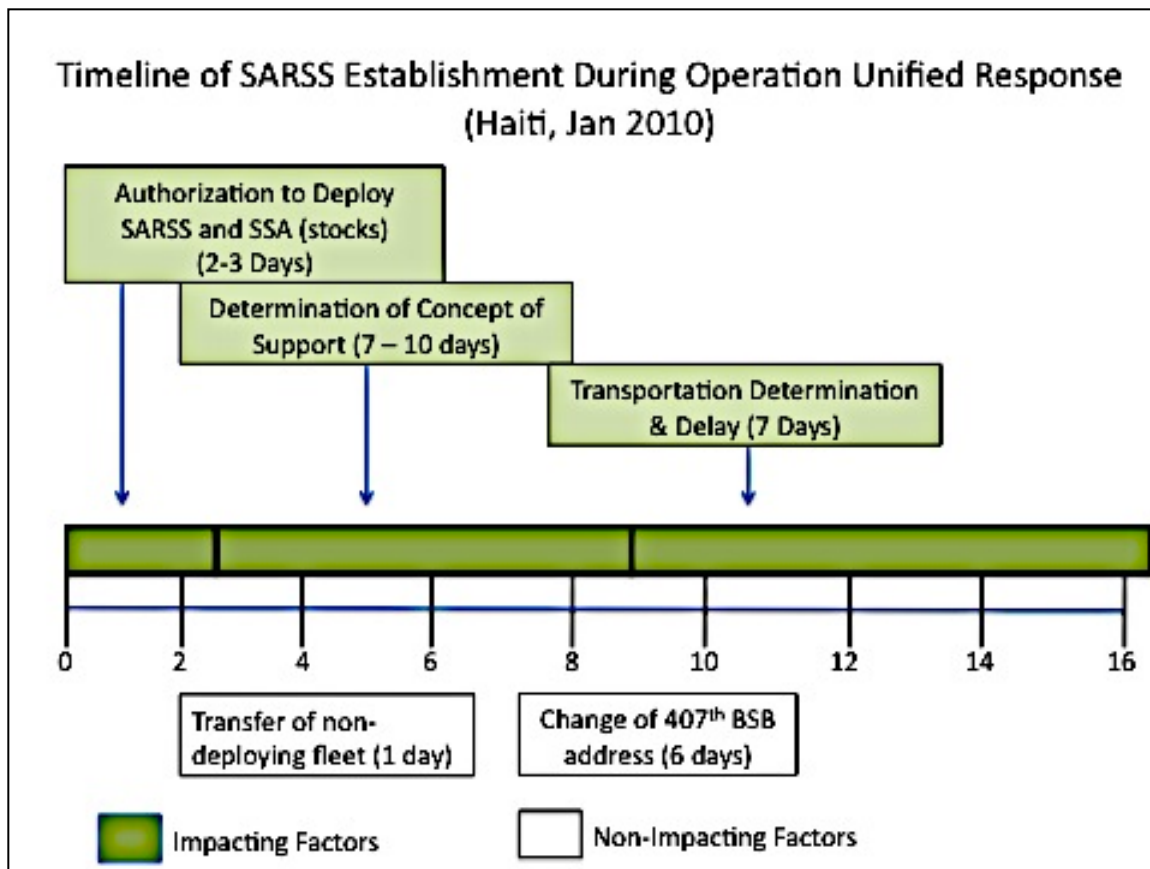 Timeline of SARSS Establishment During Operation Unified Response
(Haiti, Jan 2010)
Authorization to Deploy
SARSS and SSA (stocks)
(2-3 Days)
Determination of Concept of
Support (7 – 10 days)
Transportation Determination
& Delay (7 Days)
0 2 4 6 8 10 12 14 16
Transfer of non-
deploying fleet (1 day)
Change of 407th BSB
address (6 days)
Impacting Factors
Non-Impacting Factors